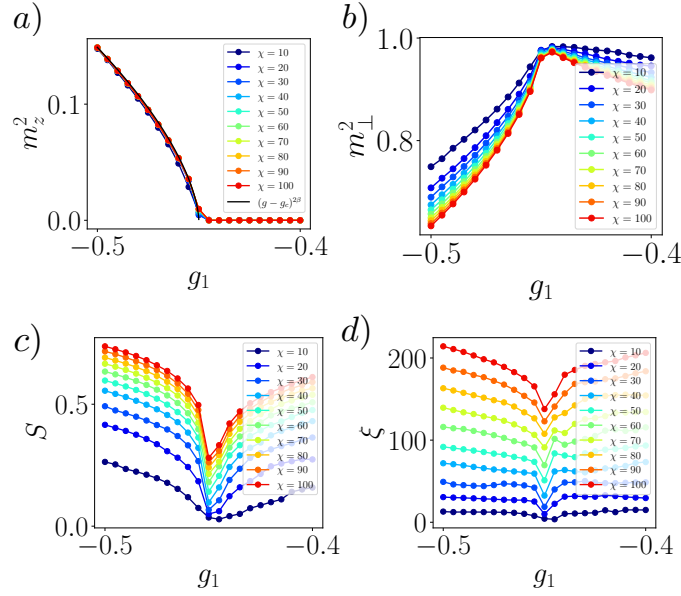 a)
m_z^2
0.1
0.0
−0.5
−0.4
g_1
χ = 10
χ = 20
χ = 30
χ = 40
χ = 50
χ = 60
χ = 70
χ = 80
χ = 90
χ = 100
(g − g_c)^{2β}
b)
m_⊥^2
1.0
0.8
−0.5
−0.4
g_1
χ = 10
χ = 20
χ = 30
χ = 40
χ = 50
χ = 60
χ = 70
χ = 80
χ = 90
χ = 100
c)
S
0.5
0.0
−0.5
−0.4
g_1
χ = 10
χ = 20
χ = 30
χ = 40
χ = 50
χ = 60
χ = 70
χ = 80
χ = 90
χ = 100
d)
ξ
200
100
0
−0.5
−0.4
g_1
χ = 10
χ = 20
χ = 30
χ = 40
χ = 50
χ = 60
χ = 70
χ = 80
χ = 90
χ = 100